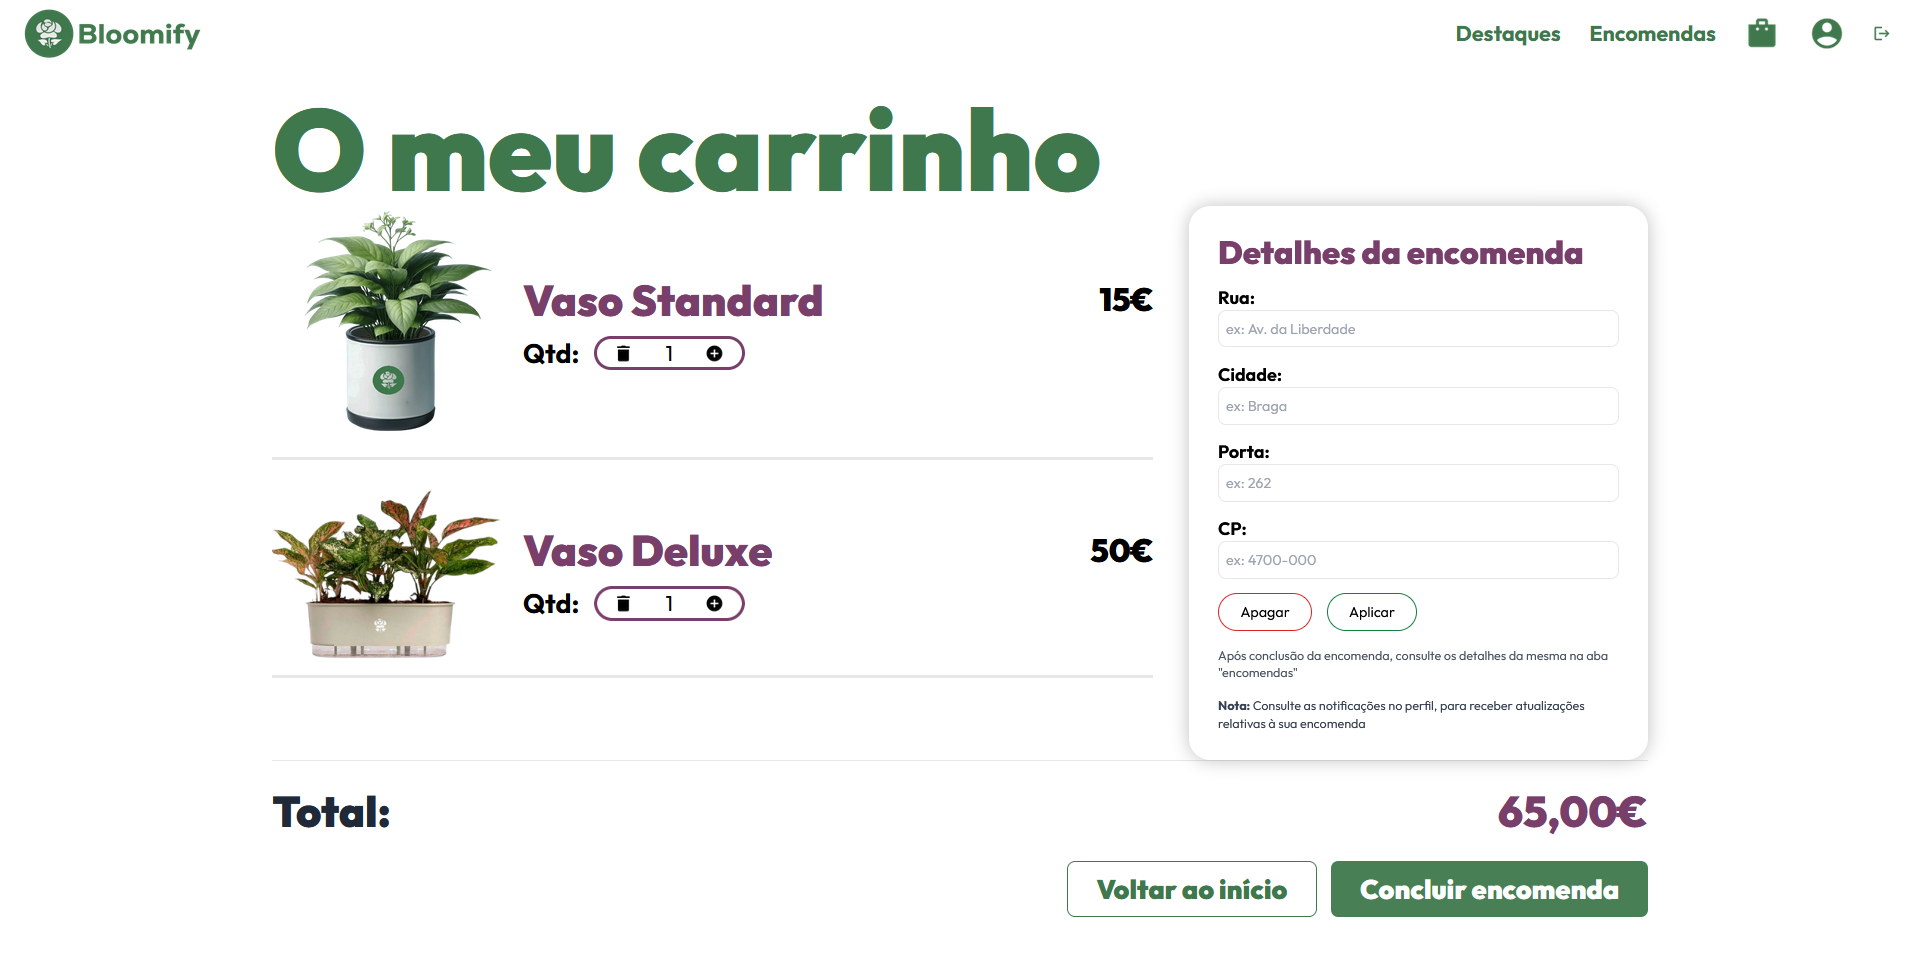 Bloomify
Destaques
Encomendas
O meu carrinho
Vaso Standard
15€
Qtd: 1
Vaso Deluxe
50€
Qtd: 1
Detalhes da encomenda
Rua:
ex: Av. da Liberdade
Cidade:
ex: Braga
Porta:
ex: 262
CP:
ex: 4700-000
Apagar
Aplicar
Após conclusão da encomenda, consulte os detalhes da mesma na aba
"encomendas"
Nota: Consulte as notificações no perfil, para receber atualizações
relativas à sua encomenda
Total:
65,00€
Voltar ao início
Concluir encomenda